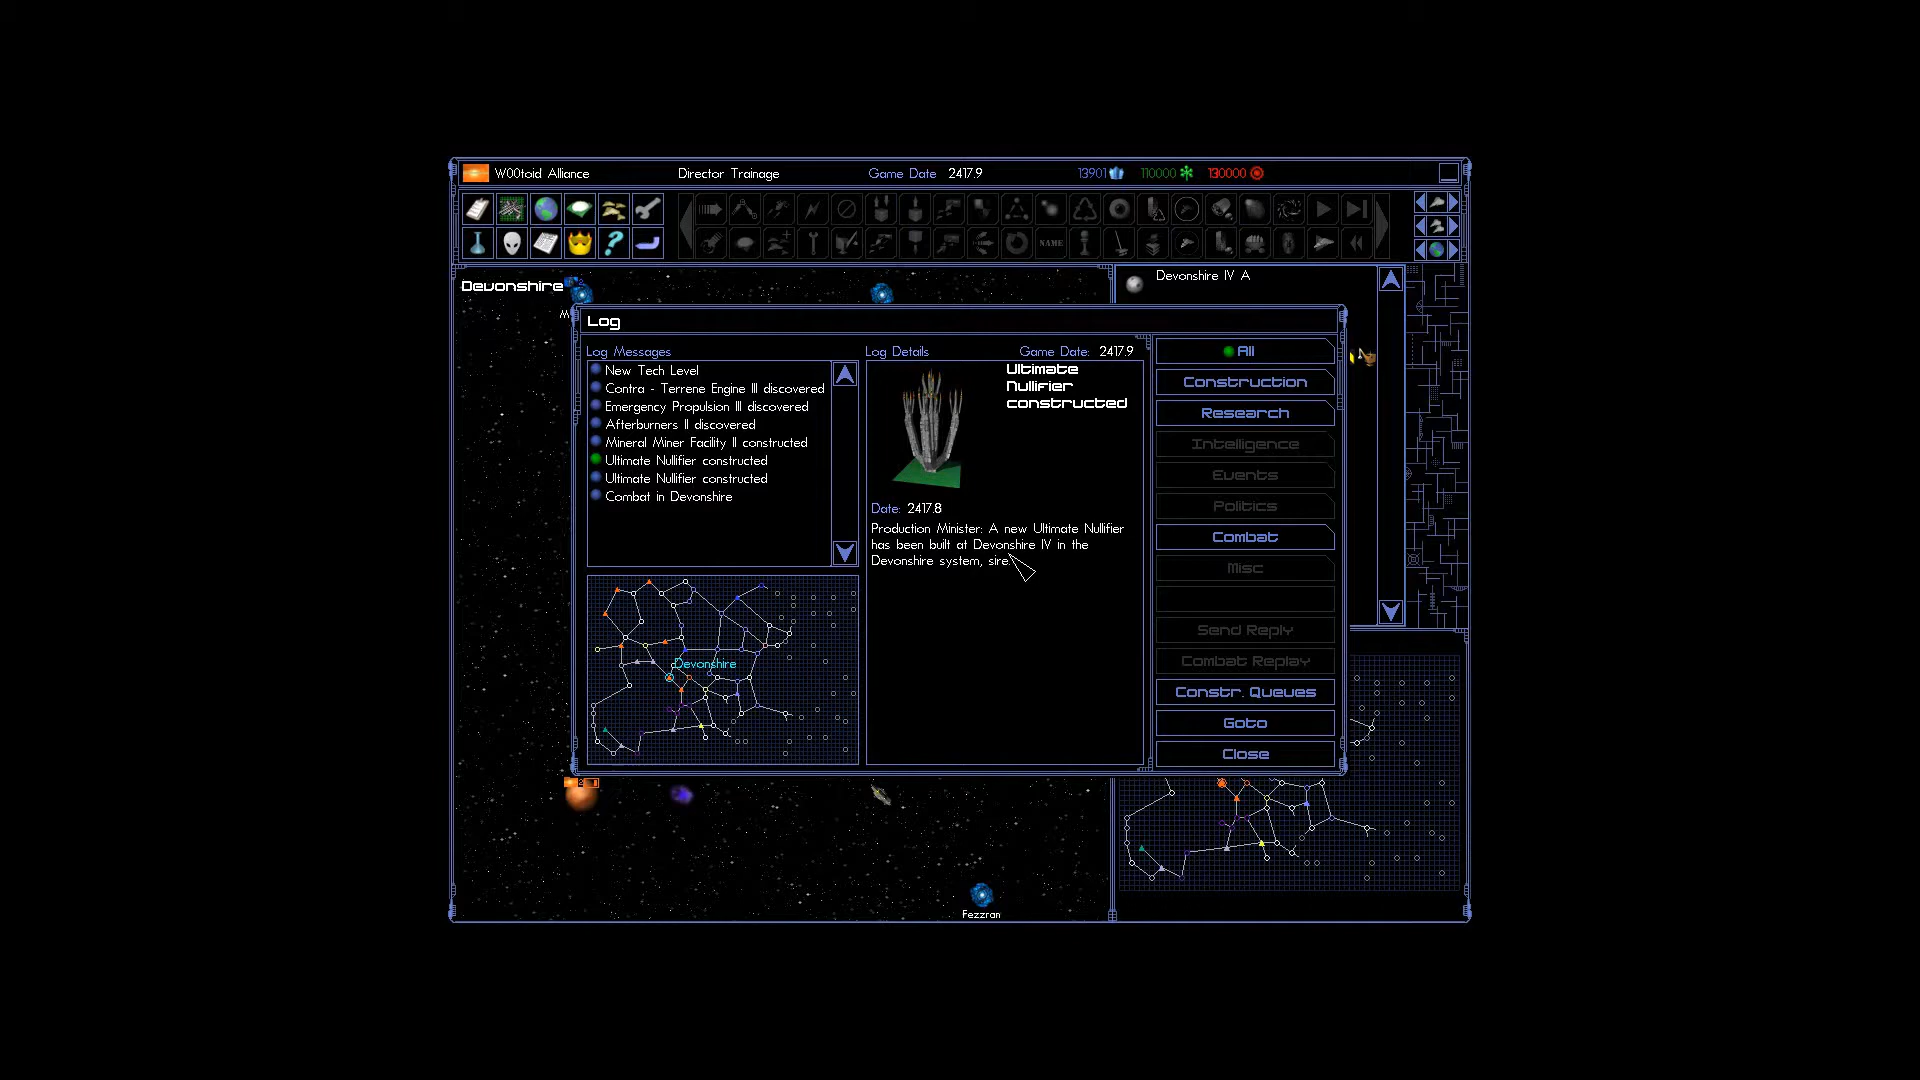 W00toid Alliance
Director Trainage
Game Date 2417.9
13901
110000
130000
NAME
Devonshire
Devonshire IV A
M
Log
Log Messages
New Tech Level
Contra - Terrene Engine III discovered
Emergency Propulsion III discovered
Afterburners II discovered
Mineral Miner Facility II constructed
Ultimate Nullifier constructed
Ultimate Nullifier constructed
Combat in Devonshire
Devonshire
Log Details
Game Date: 2417.9
Ultimate
Nullifier
constructed
Date: 2417.8
Production Minister: A new Ultimate Nullifier
has been built at Devonshire IV in the
Devonshire system, sire.
All
Construction
Research
Intelligence
Events
Politics
Combat
Misc
Send Reply
Combat Replay
Constr. Queues
Goto
Close
Fezzran